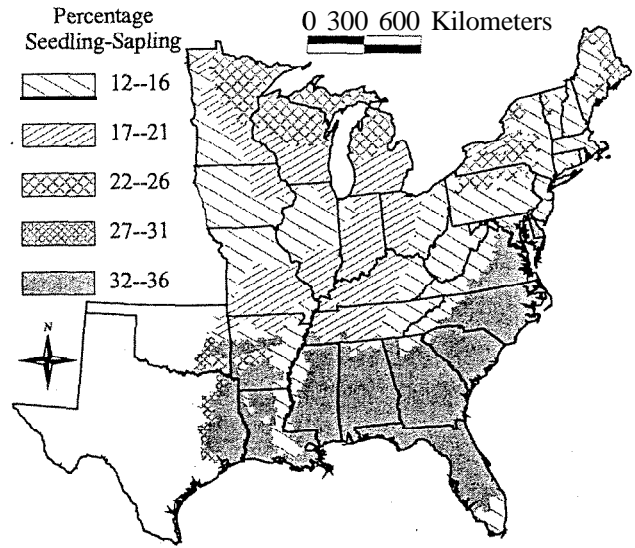 Percentage
Seedling-Sapling
0 300 600 Kilometers
12--16
17--21
22--26
27--31
32--36
N